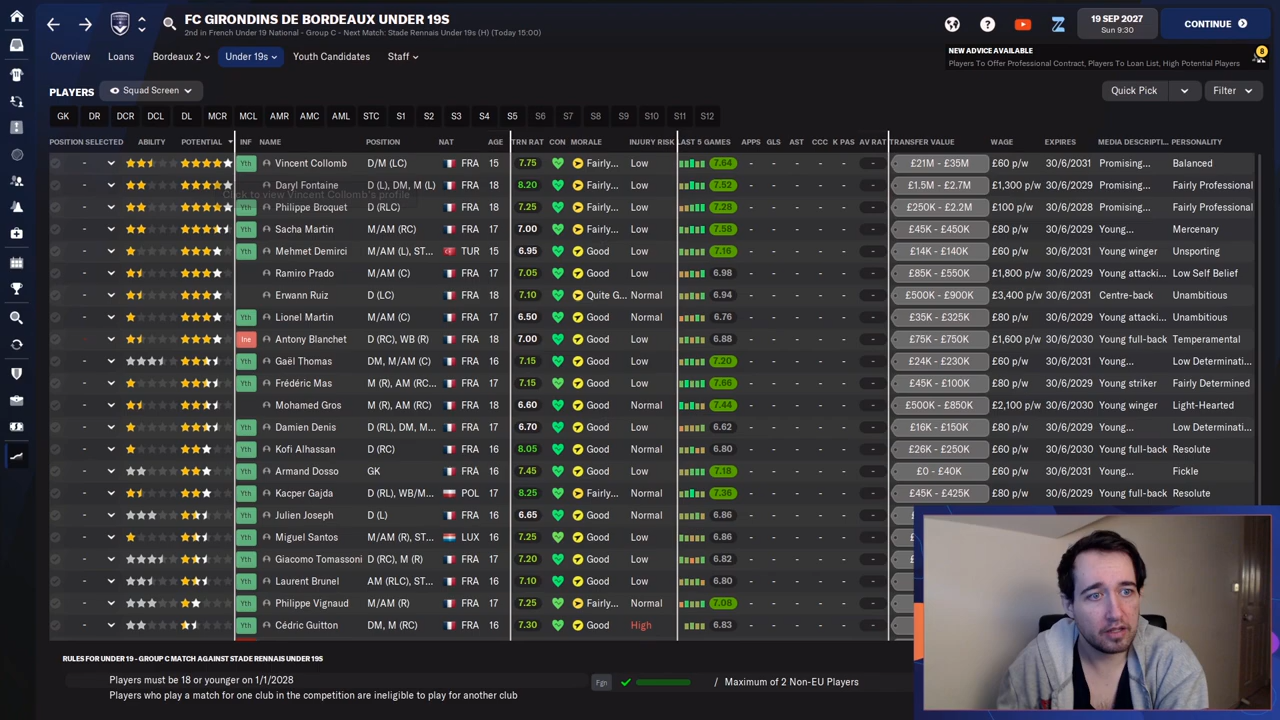 FC GIRONDINS DE BORDEAUX UNDER 19S
2nd in French Under 19 National - Group C - Next Match: Stade Rennais Under 19s (H) (Today 15:00)
19 SEP 2027
Sun 9:30
CONTINUE
Overview Loans Bordeaux 2 Under 19s Youth Candidates Staff
NEW ADVICE AVAILABLE
Players To Offer Professional Contract, Players To Loan List, High Potential Players
8
PLAYERS Squad Screen Quick Pick Filter
GK DR DCR DCL DL MCR MCL AMR AMC AML STC S1 S2 S3 S4 S5 S6 S7 S8 S9 S10 S11 S12
POSITION SELECTED ABILITY POTENTIAL INF NAME POSITION NAT AGE TRN RAT CON MORALE INJURY RISK LAST 5 GAMES APPS GLS AST CCC K PAS AV RAT TRANSFER VALUE WAGE EXPIRES MEDIA DESCRIPTI... PERSONALITY
- Yth Vincent Collomb D/M (LC) FRA 15 7.75 Fairly... Low 7.64 - - - - - - £21M - £35M £60 p/w 30/6/2031 Promising... Balanced
- Daryl Fontaine D (L), DM, M (L) FRA 18 8.20 Fairly... Low 7.52 - - - - - - £1.5M - £2.7M £1,300 p/w 30/6/2029 Promising... Fairly Professional
Click to view Vincent Collomb's profile
- Yth Philippe Broquet D (RLC) FRA 18 7.25 Fairly... Low 7.28 - - - - - - £250K - £2.2M £100 p/w 30/6/2028 Promising... Fairly Professional
- Yth Sacha Martin M/AM (RC) FRA 17 7.00 Fairly... Low 7.58 - - - - - - £45K - £450K £80 p/w 30/6/2029 Young... Mercenary
- Yth Mehmet Demirci M/AM (L), ST... TUR 15 6.95 Good Low 7.16 - - - - - - £14K - £140K £60 p/w 30/6/2031 Young winger Unsporting
- Ramiro Prado M/AM (C) FRA 17 7.05 Good Low 6.98 - - - - - - £85K - £550K £1,800 p/w 30/6/2029 Young attacki... Low Self Belief
- Erwann Ruiz D (LC) FRA 18 7.10 Quite G... Normal 6.94 - - - - - - £500K - £900K £3,400 p/w 30/6/2031 Centre-back Unambitious
- Yth Lionel Martin M/AM (C) FRA 17 6.50 Good Normal 6.76 - - - - - - £35K - £325K £80 p/w 30/6/2029 Young attacki... Unambitious
- Ine Antony Blanchet D (RC), WB (R) FRA 18 7.00 Good Normal 6.88 - - - - - - £75K - £750K £1,600 p/w 30/6/2030 Young full-back Temperamental
- Yth Gaël Thomas DM, M/AM (C) FRA 16 7.15 Good Low 7.20 - - - - - - £24K - £230K £60 p/w 30/6/2031 Young... Low Determinati...
- Yth Frédéric Mas M (R), AM (RC... FRA 17 7.15 Good Low 7.66 - - - - - - £45K - £100K £80 p/w 30/6/2029 Young striker Fairly Determined
- Mohamed Gros M (R), AM (RC) FRA 18 6.60 Good Normal 7.44 - - - - - - £500K - £850K £2,100 p/w 30/6/2030 Young winger Light-Hearted
- Yth Damien Denis D (RL), DM, M... FRA 17 6.70 Good Low 6.62 - - - - - - £16K - £150K £80 p/w 30/6/2029 Young... Low Determinati...
- Yth Kofi Alhassan D (RC) FRA 16 8.05 Good Normal 6.80 - - - - - - £26K - £250K £60 p/w 30/6/2030 Young full-back Resolute
- Yth Armand Dosso GK FRA 16 7.45 Good Low 7.18 - - - - - - £0 - £40K £60 p/w 30/6/2031 Young... Fickle
- Yth Kacper Gajda D (RL), WB/M... POL 17 8.25 Fairly... Normal 7.36 - - - - - - £45K - £425K £80 p/w 30/6/2029 Young full-back Resolute
- Yth Julien Joseph D (L) FRA 16 6.65 Good Normal 6.86 - - - - - -
- Yth Miguel Santos M/AM (R), ST... LUX 16 7.25 Good Normal 6.86 - - - - - -
- Yth Giacomo Tomassoni D (RC), M (R) FRA 17 7.20 Good Low 6.82 - - - - - -
- Yth Laurent Brunel AM (RLC), ST... FRA 16 7.10 Good Low 6.80 - - - - - -
- Yth Philippe Vignaud M/AM (R) FRA 17 7.25 Fairly... Normal 7.08 - - - - - -
- Yth Cédric Guitton DM, M (RC) FRA 16 7.30 Good High 6.83 - - - - - -
RULES FOR UNDER 19 - GROUP C MATCH AGAINST STADE RENNAIS UNDER 19S
Players must be 18 or younger on 1/1/2028
Players who play a match for one club in the competition are ineligible to play for another club
Fgn / Maximum of 2 Non-EU Players